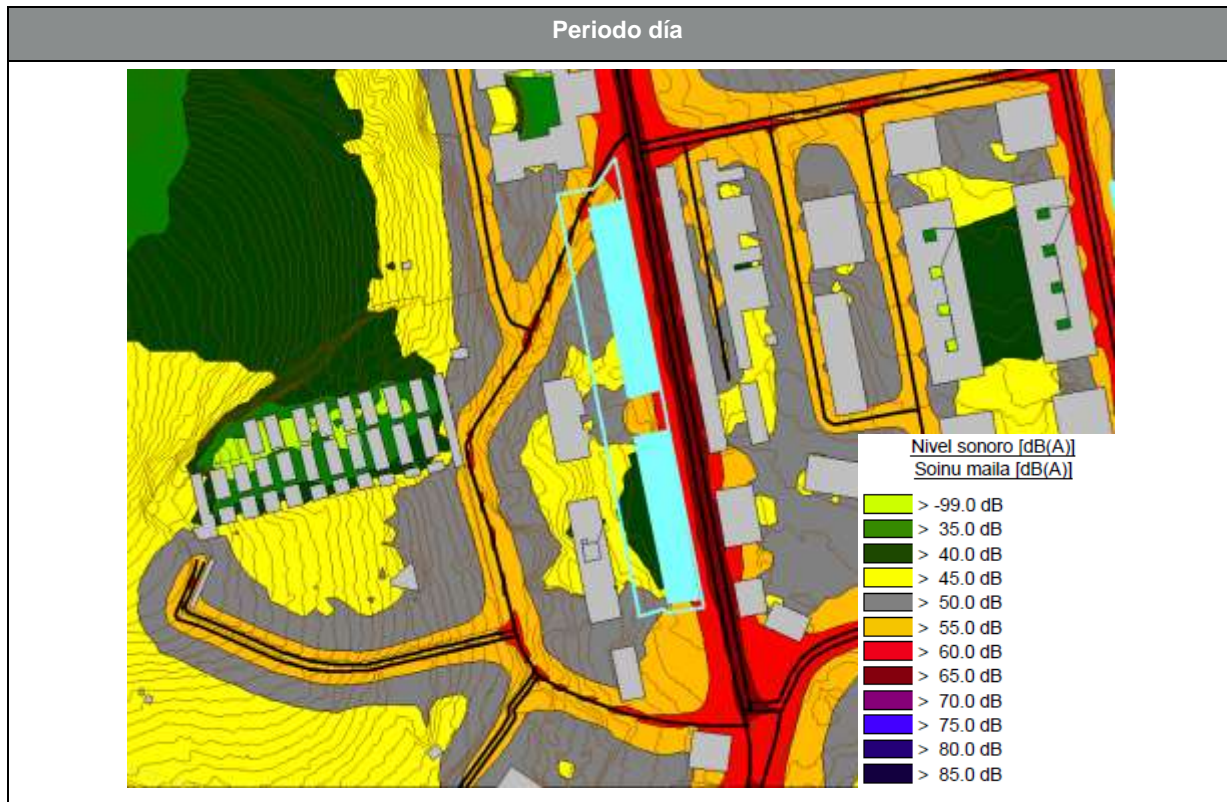 Periodo día
Nivel sonoro [dB(A)]
Soinu maila [dB(A)]
> -99.0 dB
> 35.0 dB
> 40.0 dB
> 45.0 dB
> 50.0 dB
> 55.0 dB
> 60.0 dB
> 65.0 dB
> 70.0 dB
> 75.0 dB
> 80.0 dB
> 85.0 dB